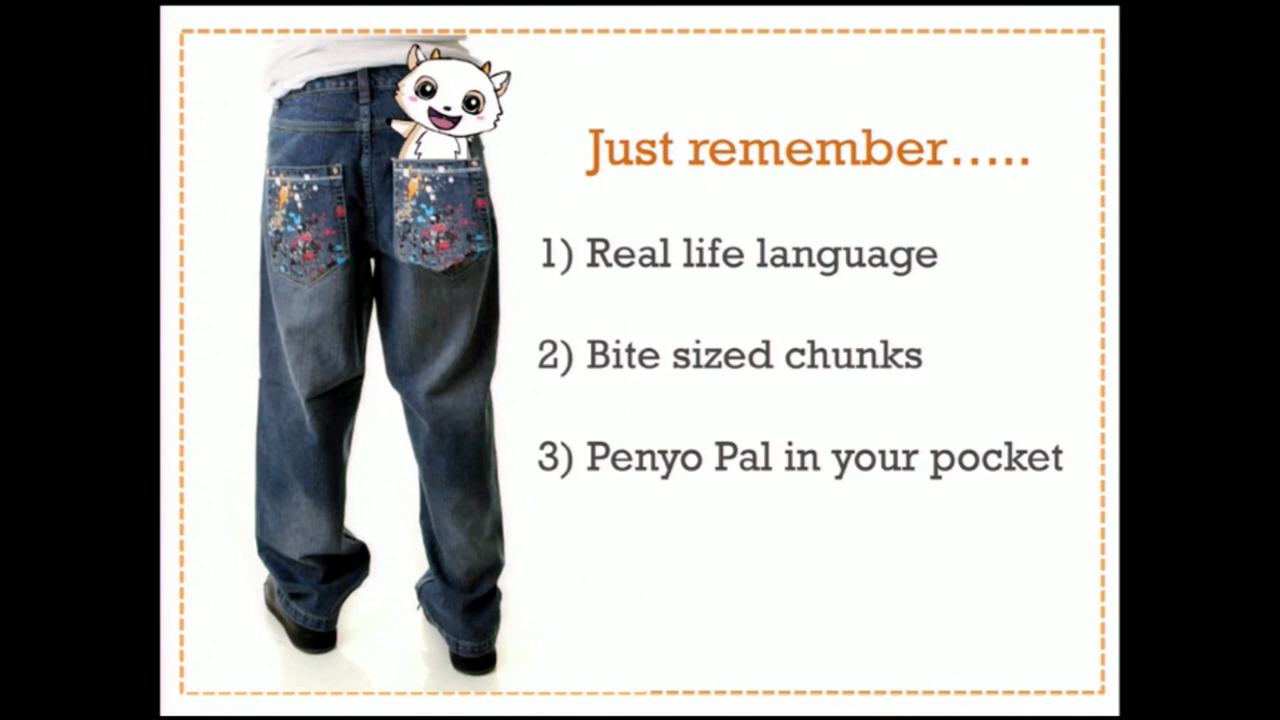 Just remember.....
1) Real life language
2) Bite sized chunks
3) Penyo Pal in your pocket